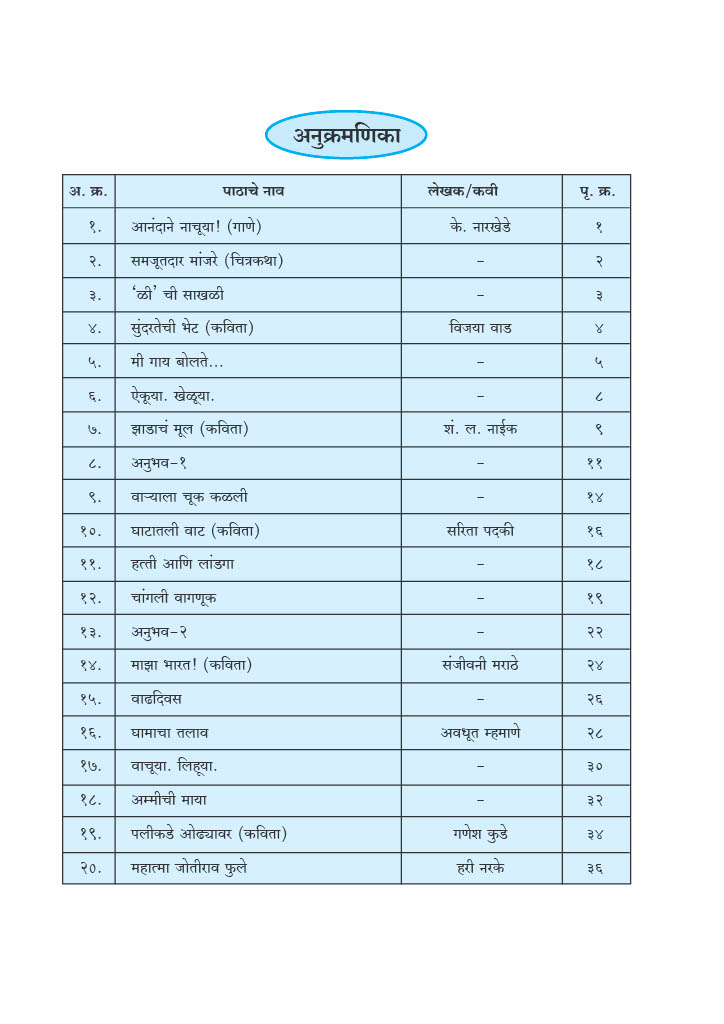 अनुक्रमणिका
अ. क्र. पाठाचे नाव लेखक/कवी पृ. क्र.
१. आनंदाने नाचूया! (गाणे) के. नारखेडे १
२. समजूतदार मांजरे (चित्रकथा) – २
३. ‘ळी’ ची साखळी – ३
४. सुंदरतेची भेट (कविता) विजया वाड ४
५. मी गाय बोलते... – ५
६. ऐकूया. खेळूया. – ८
७. झाडाचं मूल (कविता) शं. ल. नाईक ९
८. अनुभव–१ – ११
९. वाऱ्याला चूक कळली – १४
१०. घाटातली वाट (कविता) सरिता पदकी १६
११. हत्ती आणि लांडगा – १८
१२. चांगली वागणूक – १९
१३. अनुभव–२ – २२
१४. माझा भारत! (कविता) संजीवनी मराठे २४
१५. वाढदिवस – २६
१६. घामाचा तलाव अवधूत म्हमाणे २८
१७. वाचूया. लिहूया. – ३०
१८. अम्मीची माया – ३२
१९. पलीकडे ओढ्यावर (कविता) गणेश कुडे ३४
२०. महात्मा जोतीराव फुले हरी नरके ३६